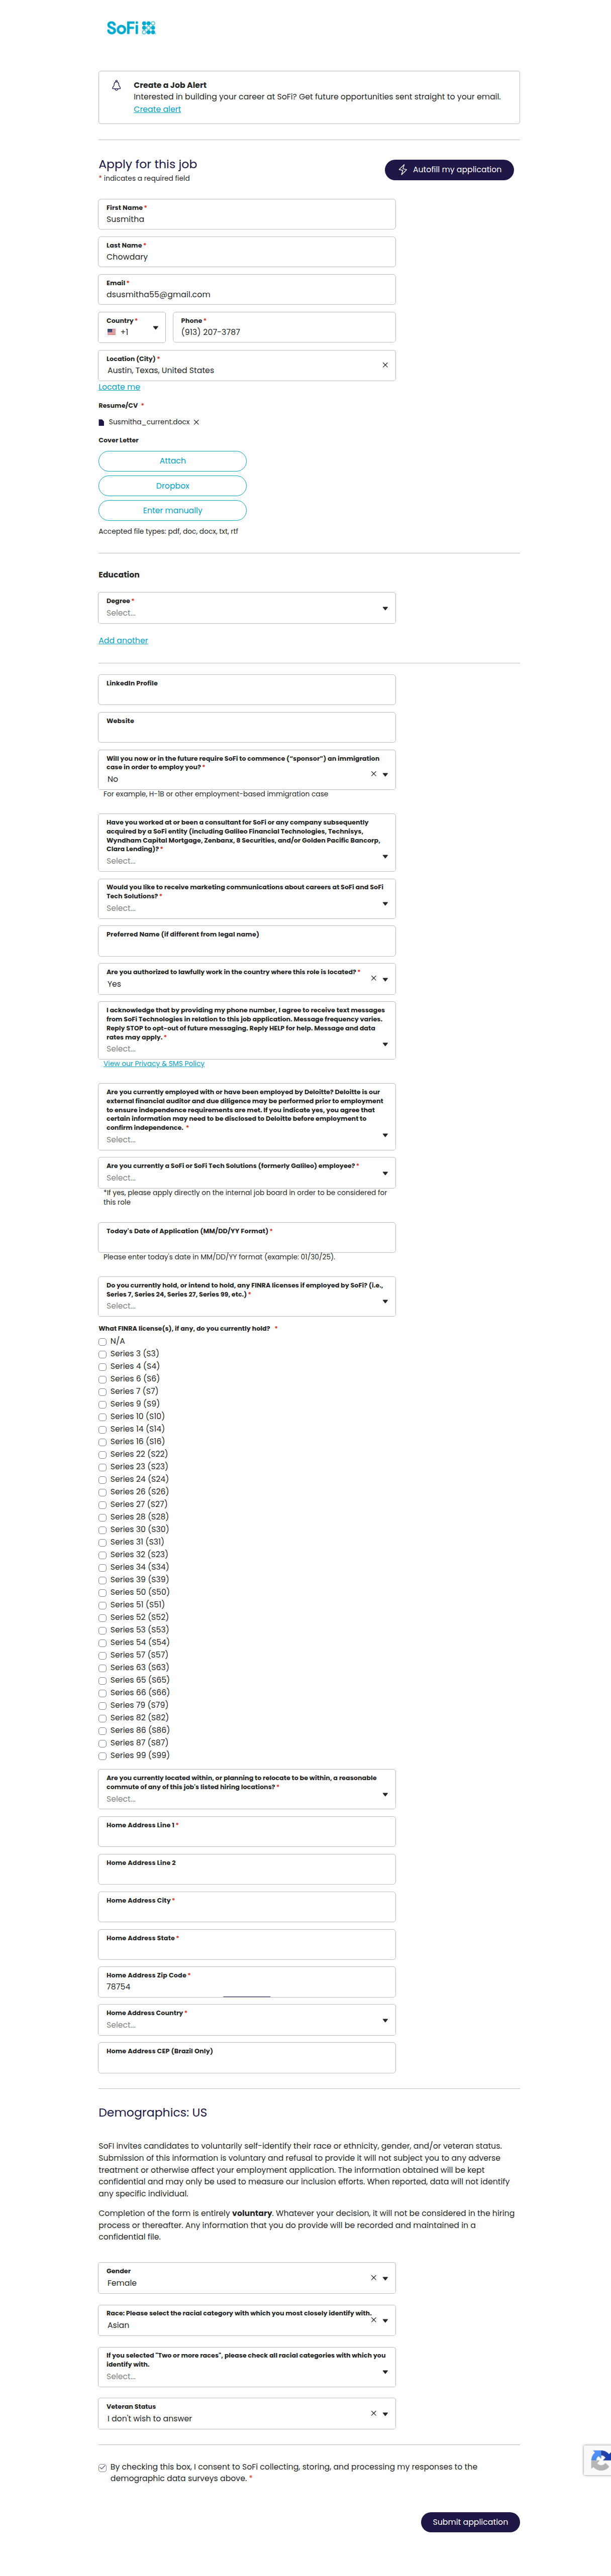 SoFi
Create a Job Alert
Interested in building your career at SoFi? Get future opportunities sent straight to your email.
Create alert
Apply for this job
* indicates a required field
Autofill my application
First Name *
Susmitha
Last Name *
Chowdary
Email *
dsusmitha55@gmail.com
Country *
+1
Phone *
(913) 207-3787
Location (City) *
Austin, Texas, United States
Locate me
Resume/CV *
Susmitha_current.docx
Cover Letter
Attach
Dropbox
Enter manually
Accepted file types: pdf, doc, docx, txt, rtf
Education
Degree *
Select...
Add another
LinkedIn Profile
Website
Will you now or in the future require SoFi to commence ("sponsor") an immigration
case in order to employ you? *
No
For example, H-1B or other employment-based immigration case
Have you worked at or been a consultant for SoFi or any company subsequently
acquired by a SoFi entity (including Galileo Financial Technologies, Technisys,
Wyndham Capital Mortgage, Zenbanx, 8 Securities, and/or Golden Pacific Bancorp,
Clara Lending)? *
Select...
Would you like to receive marketing communications about careers at SoFi and SoFi
Tech Solutions? *
Select...
Preferred Name (if different from legal name)
Are you authorized to lawfully work in the country where this role is located? *
Yes
I acknowledge that by providing my phone number, I agree to receive text messages
from SoFi Technologies in relation to this job application. Message frequency varies.
Reply STOP to opt-out of future messaging. Reply HELP for help. Message and data
rates may apply. *
Select...
View our Privacy & SMS Policy
Are you currently employed with or have been employed by Deloitte? Deloitte is our
external financial auditor and due diligence may be performed prior to employment
to ensure independence requirements are met. If you indicate yes, you agree that
certain information may need to be disclosed to Deloitte before employment to
confirm independence. *
Select...
Are you currently a SoFi or SoFi Tech Solutions (formerly Galileo) employee? *
Select...
*If yes, please apply directly on the internal job board in order to be considered for
this role
Today's Date of Application (MM/DD/YY Format) *
Please enter today's date in MM/DD/YY format (example: 01/30/25).
Do you currently hold, or intend to hold, any FINRA licenses if employed by SoFi? (i.e.,
Series 7, Series 24, Series 27, Series 99, etc.) *
Select...
What FINRA license(s), if any, do you currently hold? *
N/A
Series 3 (S3)
Series 4 (S4)
Series 6 (S6)
Series 7 (S7)
Series 9 (S9)
Series 10 (S10)
Series 14 (S14)
Series 16 (S16)
Series 22 (S22)
Series 23 (S23)
Series 24 (S24)
Series 26 (S26)
Series 27 (S27)
Series 28 (S28)
Series 30 (S30)
Series 31 (S31)
Series 32 (S23)
Series 34 (S34)
Series 39 (S39)
Series 50 (S50)
Series 51 (S51)
Series 52 (S52)
Series 53 (S53)
Series 54 (S54)
Series 57 (S57)
Series 63 (S63)
Series 65 (S65)
Series 66 (S66)
Series 79 (S79)
Series 82 (S82)
Series 86 (S86)
Series 87 (S87)
Series 99 (S99)
Are you currently located within, or planning to relocate to be within, a reasonable
commute of any of this job's listed hiring locations? *
Select...
Home Address Line 1 *
Home Address Line 2
Home Address City *
Home Address State *
Home Address Zip Code *
78754
Home Address Country *
Select...
Home Address CEP (Brazil Only)
Demographics: US
SoFI invites candidates to voluntarily self-identify their race or ethnicity, gender, and/or veteran status.
Submission of this information is voluntary and refusal to provide it will not subject you to any adverse
treatment or otherwise affect your employment application. The information obtained will be kept
confidential and may only be used to measure our inclusion efforts. When reported, data will not identify
any specific individual.
Completion of the form is entirely voluntary. Whatever your decision, it will not be considered in the hiring
process or thereafter. Any information that you do provide will be recorded and maintained in a
confidential file.
Gender
Female
Race: Please select the racial category with which you most closely identify with.
Asian
If you selected "Two or more races", please check all racial categories with which you
identify with.
Select...
Veteran Status
I don't wish to answer
By checking this box, I consent to SoFi collecting, storing, and processing my responses to the
demographic data surveys above. *
Submit application